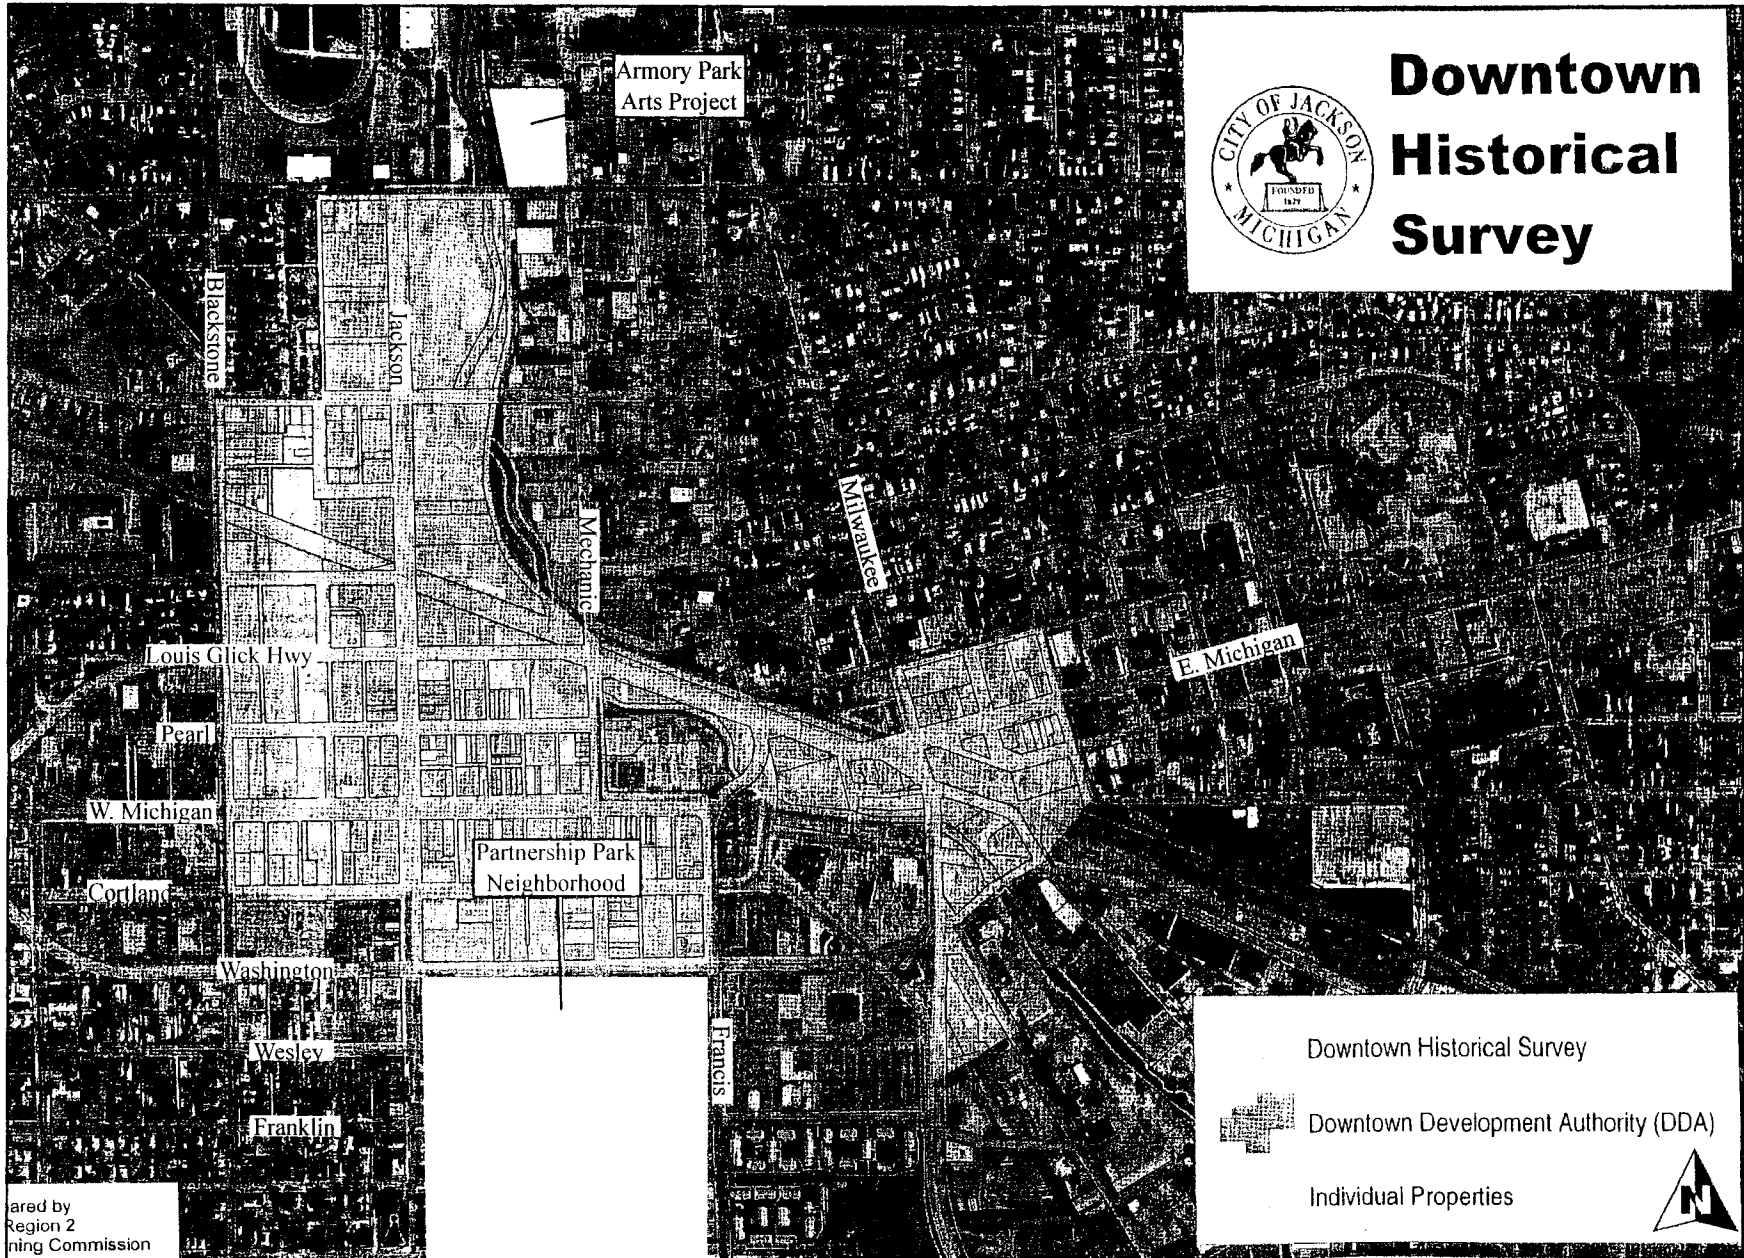 Downtown
Historical
Survey
CITY OF JACKSON
MICHIGAN
FOUNDED
1829
Armory Park
Arts Project
Blackstone
Jackson
Mechanic
Milwaukee
E. Michigan
Louis Glick Hwy
Pearl
W. Michigan
Partnership Park
Neighborhood
Cortland
Washington
Wesley
Francis
Franklin
Downtown Historical Survey
Downtown Development Authority (DDA)
Individual Properties
N
ared by
Region 2
ning Commission